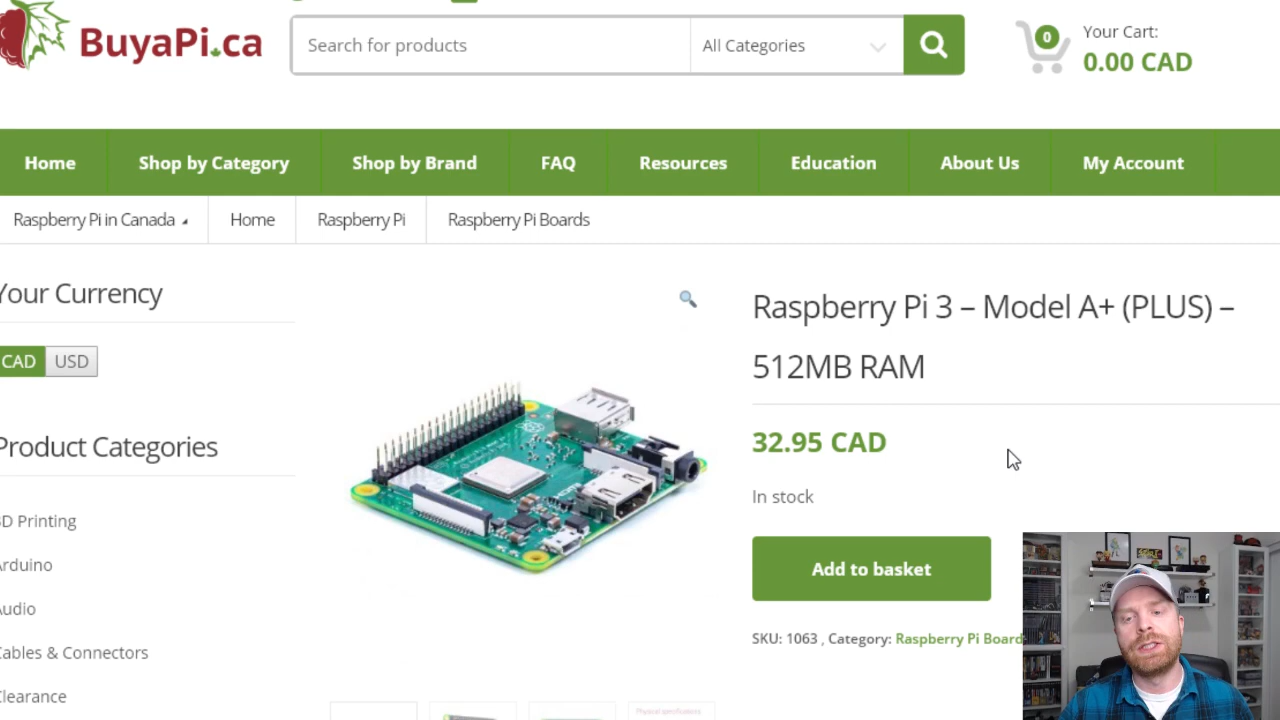 BuyaPi.ca
Search for products
All Categories
0
Your Cart:
0.00 CAD
Home
Shop by Category
Shop by Brand
FAQ
Resources
Education
About Us
My Account
Raspberry Pi in Canada
Home
Raspberry Pi
Raspberry Pi Boards
Your Currency
CAD
USD
Product Categories
3D Printing
Arduino
Audio
Cables & Connectors
Clearance
Raspberry Pi 3 – Model A+ (PLUS) –
512MB RAM
32.95 CAD
In stock
Add to basket
SKU: 1063 , Category: Raspberry Pi Board
Physical specifications